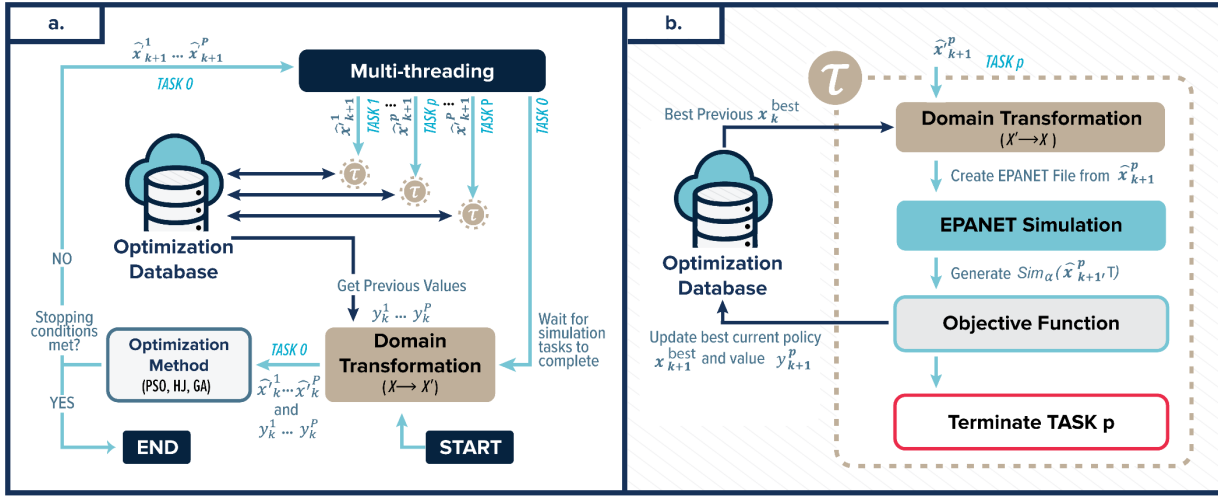 a.
x̂'¹ₖ₊₁ ... x̂'ᴾₖ₊₁
TASK 0
Multi-threading
x̂'¹ₖ₊₁
TASK 1
...
x̂'ᵖₖ₊₁
TASK p
...
x̂'ᴾₖ₊₁
TASK P
TASK 0
τ
τ
τ
Optimization
Database
NO
Get Previous Values
y¹ₖ ... yᴾₖ
Stopping
conditions
met?
Optimization
Method
(PSO, HJ, GA)
TASK 0
x̂'¹ₖ...x̂'ᴾₖ
and
y¹ₖ ... yᴾₖ
Domain
Transformation
(X⟶ X')
Wait for
simulation
tasks to
complete
YES
END
START
b.
x̂'ᵖₖ₊₁
TASK p
τ
Best Previous xₖᵇᵉˢᵗ
Domain Transformation
(X'⟶X )
Create EPANET File from x̂ᵖₖ₊₁
EPANET Simulation
Optimization
Database
Generate Simα(x̂ᵖₖ₊₁,T)
Objective Function
Update best current policy
xₖ₊₁ᵇᵉˢᵗ and value yᵖₖ₊₁
Terminate TASK p